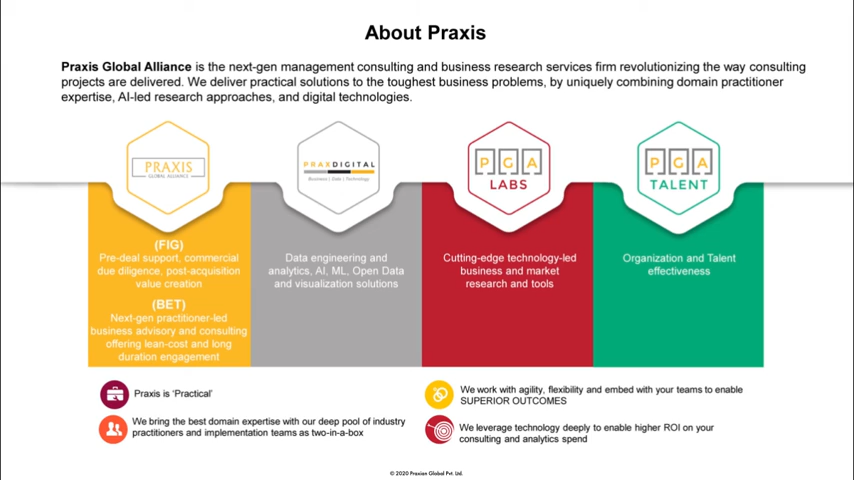 About Praxis
Praxis Global Alliance is the next-gen management consulting and business research services firm revolutionizing the way consulting
projects are delivered. We deliver practical solutions to the toughest business problems, by uniquely combining domain practitioner
expertise, AI-led research approaches, and digital technologies.
PRAXIS
GLOBAL ALLIANCE
PRAXDIGITAL
Business | Data | Technology
PGA
LABS
PGA
TALENT
(FIG)
Pre-deal support, commercial
due diligence, post-acquisition
value creation
(BET)
Next-gen practitioner-led
business advisory and consulting
offering lean-cost and long
duration engagement
Data engineering and
analytics, AI, ML, Open Data
and visualization solutions
Cutting-edge technology-led
business and market
research and tools
Organization and Talent
effectiveness
Praxis is ‘Practical’
We bring the best domain expertise with our deep pool of industry
practitioners and implementation teams as two-in-a-box
We work with agility, flexibility and embed with your teams to enable
SUPERIOR OUTCOMES
We leverage technology deeply to enable higher ROI on your
consulting and analytics spend
© 2020 Praxian Global Pvt. Ltd.